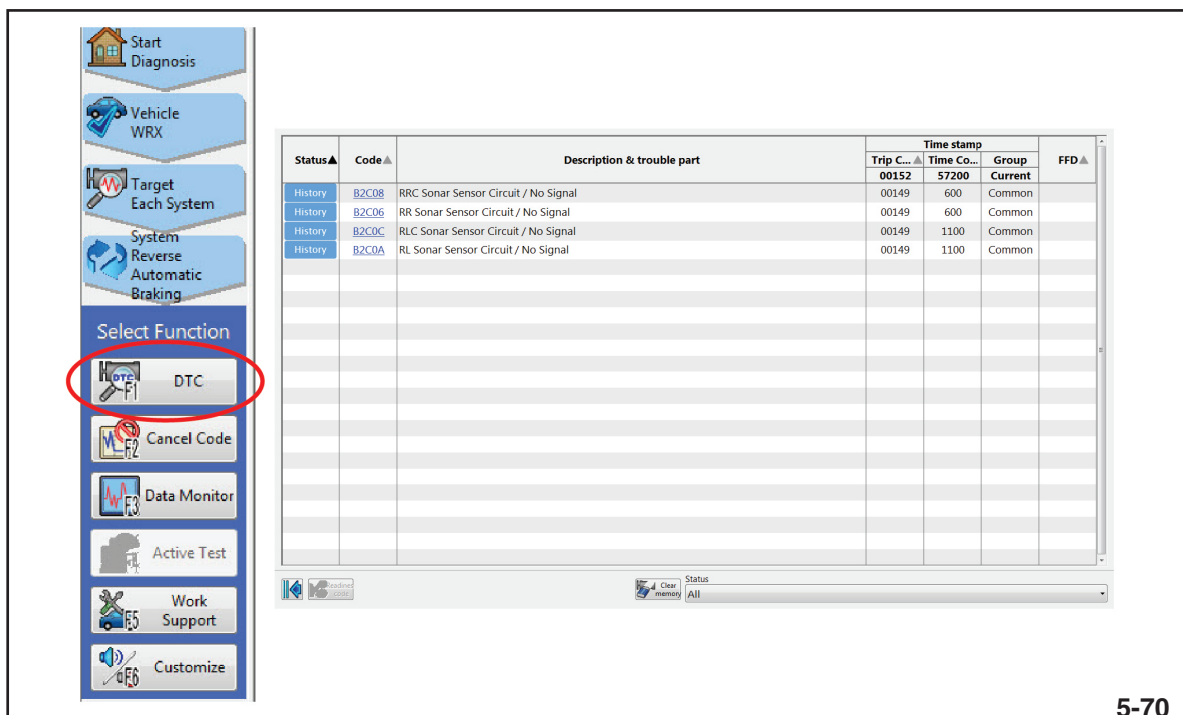 Start
Diagnosis
Vehicle
WRX
Target
Each System
System
Reverse
Automatic
Braking
Select Function
DTC
F1
DTC
Cancel Code
F2
Data Monitor
F3
Active Test
Work
Support
F5
Customize
F6
Status▲ Code▲ Description & trouble part Time stamp FFD▲
Trip C... ▲ Time Co... Group
00152 57200 Current
History B2C08 RRC Sonar Sensor Circuit / No Signal 00149 600 Common
History B2C06 RR Sonar Sensor Circuit / No Signal 00149 600 Common
History B2C0C RLC Sonar Sensor Circuit / No Signal 00149 1100 Common
History B2C0A RL Sonar Sensor Circuit / No Signal 00149 1100 Common
Readines
code
Clear
memory
Status
All
5-70